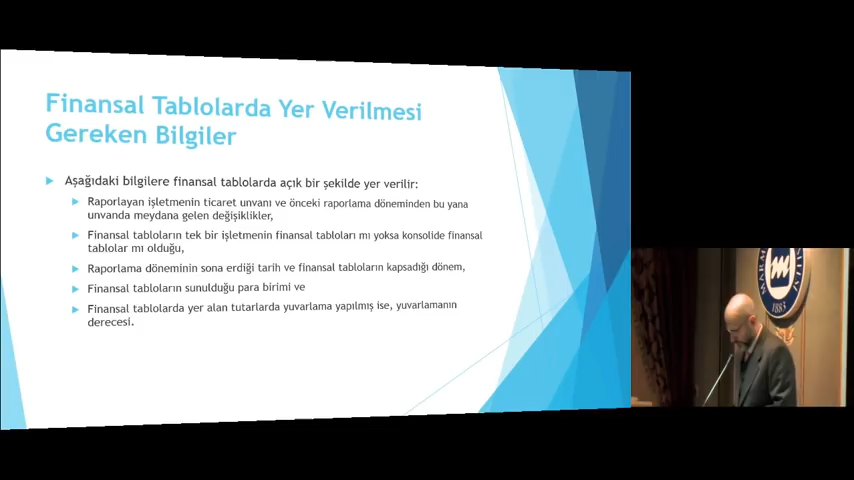 Finansal Tablolarda Yer Verilmesi
Gereken Bilgiler
Aşağıdaki bilgilere finansal tablolarda açık bir şekilde yer verilir:
Raporlayan işletmenin ticaret unvanı ve önceki raporlama döneminden bu yana
unvanda meydana gelen değişiklikler,
Finansal tabloların tek bir işletmenin finansal tabloları mı yoksa konsolide finansal
tablolar mı olduğu,
Raporlama döneminin sona erdiği tarih ve finansal tabloların kapsadığı dönem,
Finansal tabloların sunulduğu para birimi ve
Finansal tablolarda yer alan tutarlarda yuvarlama yapılmış ise, yuvarlamanın
derecesi.
1883